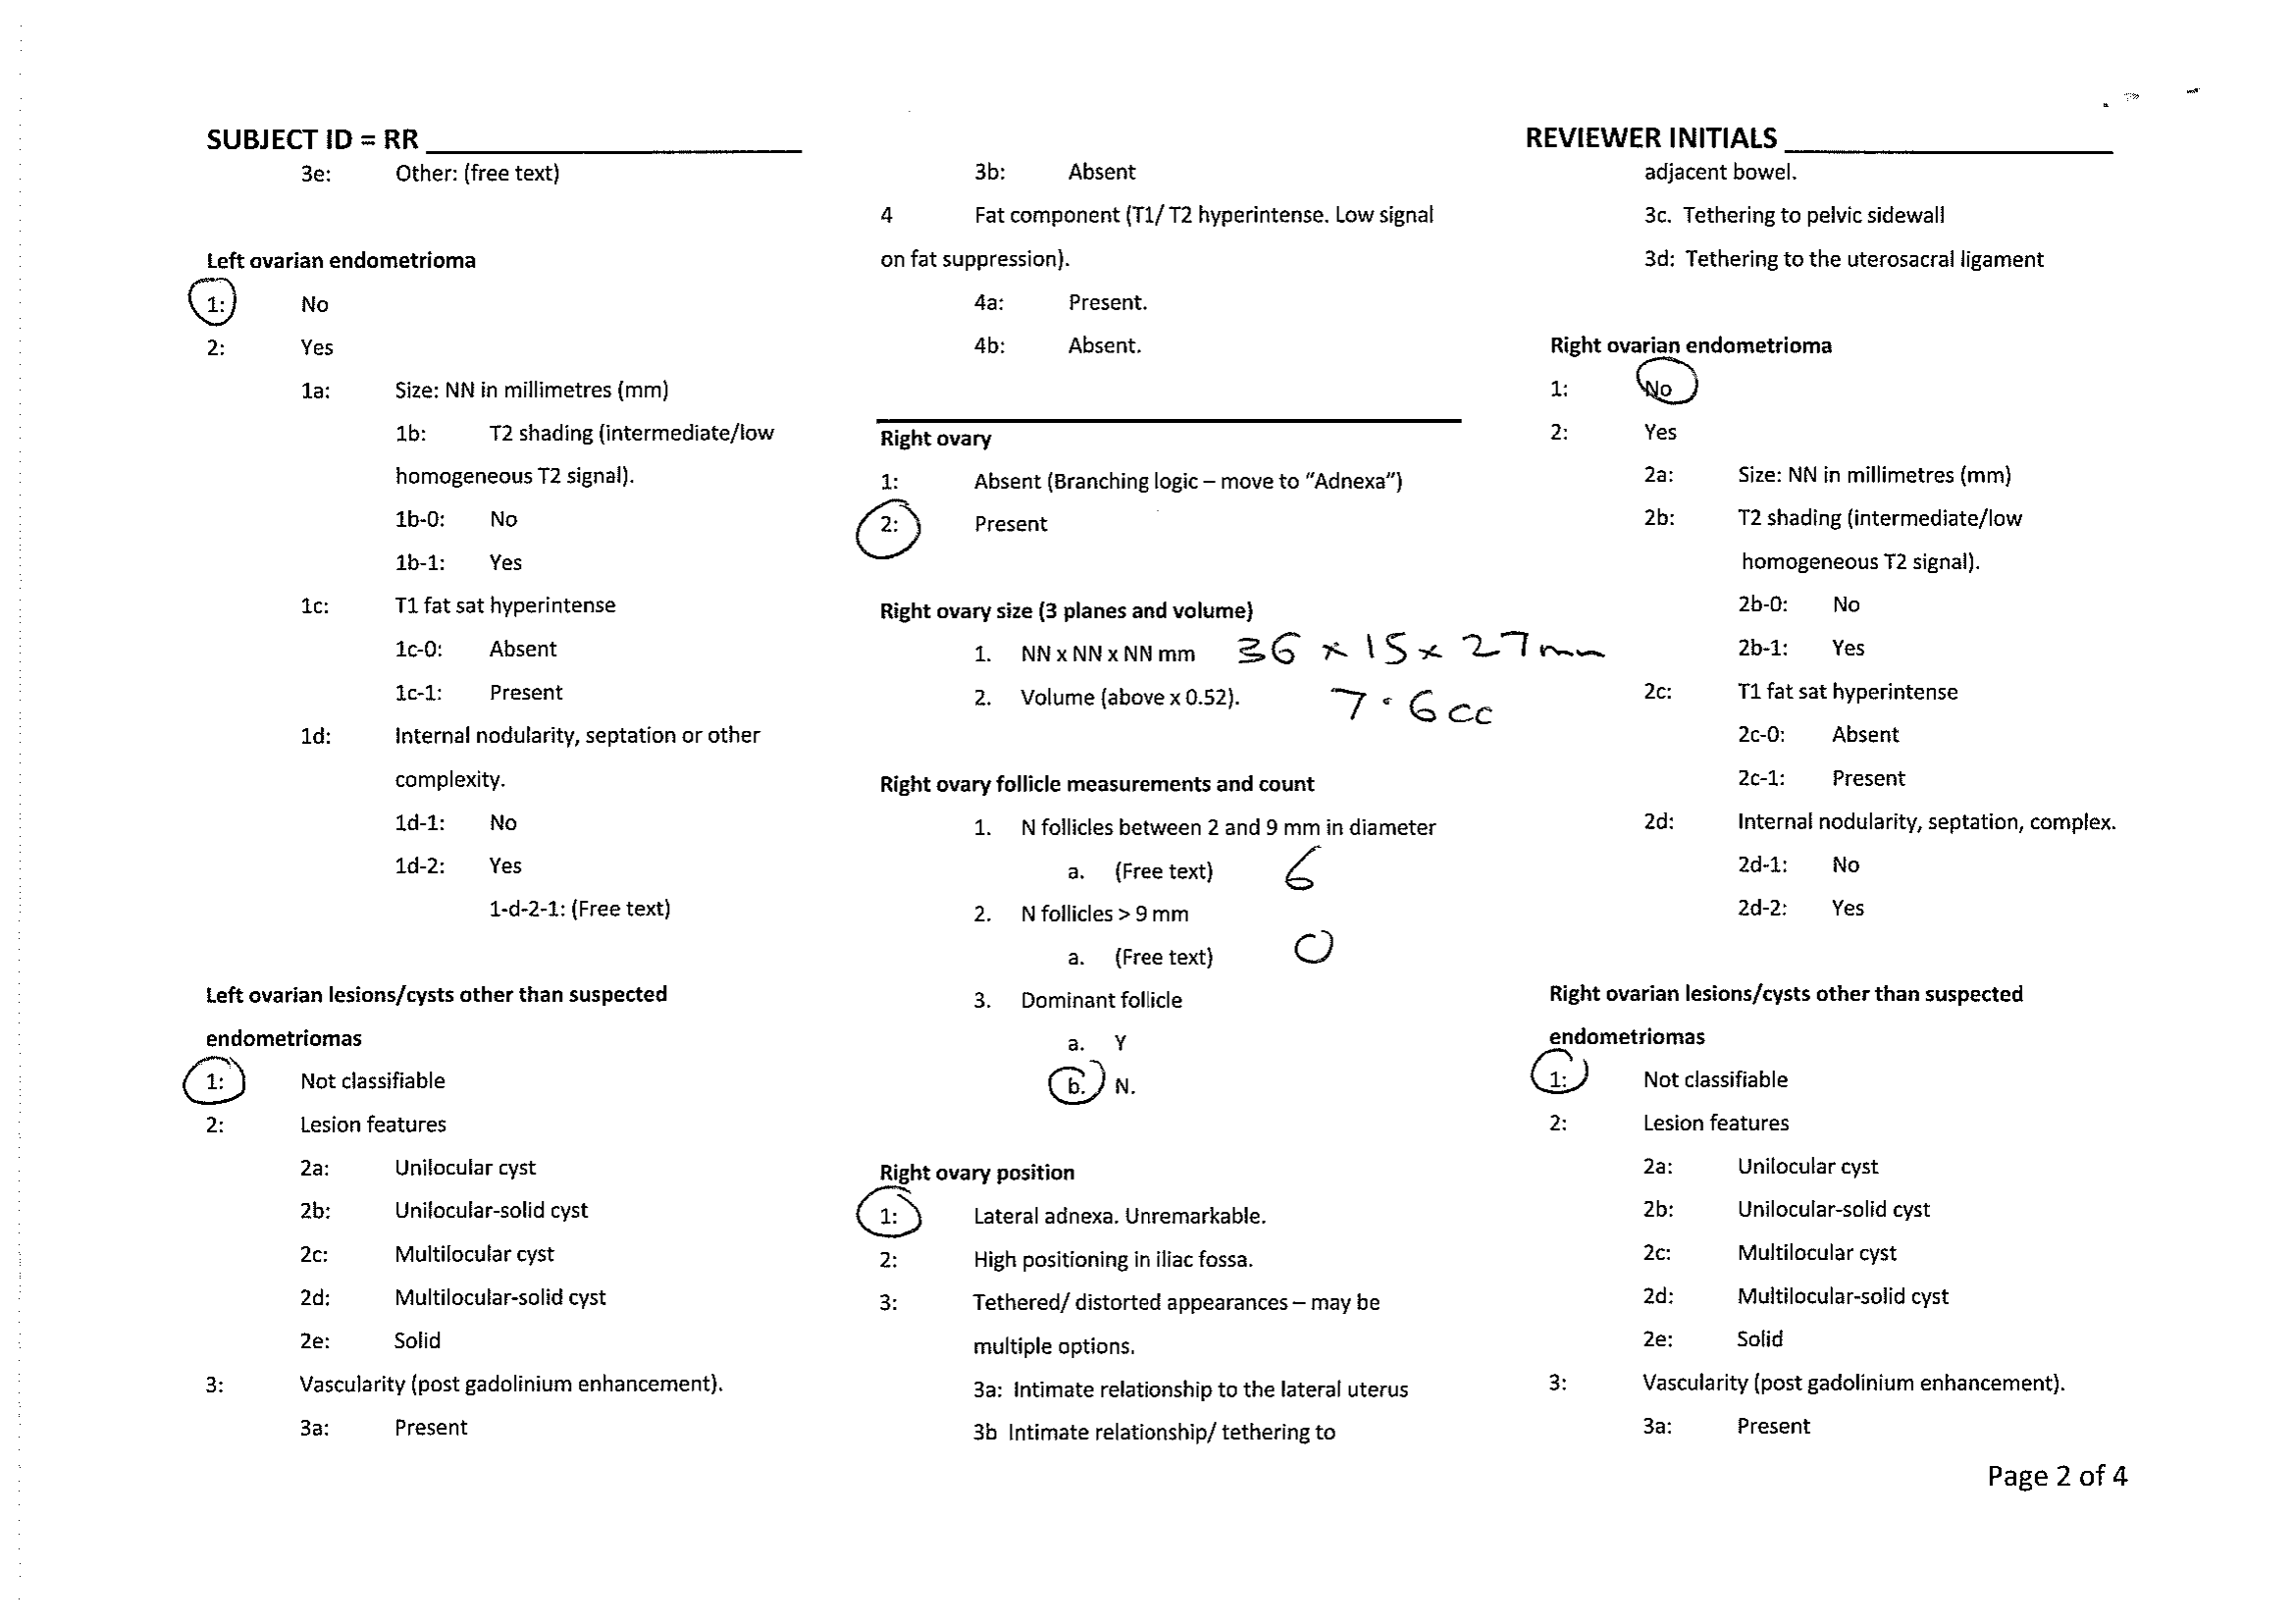 SUBJECT ID = RR
REVIEWER INITIALS
3e: Other: (free text)
Left ovarian endometrioma
1: No
2: Yes
1a: Size: NN in millimetres (mm)
1b: T2 shading (intermediate/low
homogeneous T2 signal).
1b-0: No
1b-1: Yes
1c: T1 fat sat hyperintense
1c-0: Absent
1c-1: Present
1d: Internal nodularity, septation or other
complexity.
1d-1: No
1d-2: Yes
1-d-2-1: (Free text)
Left ovarian lesions/cysts other than suspected
endometriomas
1: Not classifiable
2: Lesion features
2a: Unilocular cyst
2b: Unilocular-solid cyst
2c: Multilocular cyst
2d: Multilocular-solid cyst
2e: Solid
3: Vascularity (post gadolinium enhancement).
3a: Present
3b: Absent
4 Fat component (T1/ T2 hyperintense. Low signal
on fat suppression).
4a: Present.
4b: Absent.
Right ovary
1: Absent (Branching logic – move to “Adnexa”)
2: Present
Right ovary size (3 planes and volume)
1. NN x NN x NN mm 36 x 15 x 27mm
2. Volume (above x 0.52). 7.6cc
Right ovary follicle measurements and count
1. N follicles between 2 and 9 mm in diameter
a. (Free text) 6
2. N follicles > 9 mm
a. (Free text) 0
3. Dominant follicle
a. Y
b. N.
Right ovary position
1: Lateral adnexa. Unremarkable.
2: High positioning in iliac fossa.
3: Tethered/ distorted appearances – may be
multiple options.
3a: Intimate relationship to the lateral uterus
3b Intimate relationship/ tethering to
adjacent bowel.
3c. Tethering to pelvic sidewall
3d: Tethering to the uterosacral ligament
Right ovarian endometrioma
1: No
2: Yes
2a: Size: NN in millimetres (mm)
2b: T2 shading (intermediate/low
homogeneous T2 signal).
2b-0: No
2b-1: Yes
2c: T1 fat sat hyperintense
2c-0: Absent
2c-1: Present
2d: Internal nodularity, septation, complex.
2d-1: No
2d-2: Yes
Right ovarian lesions/cysts other than suspected
endometriomas
1: Not classifiable
2: Lesion features
2a: Unilocular cyst
2b: Unilocular-solid cyst
2c: Multilocular cyst
2d: Multilocular-solid cyst
2e: Solid
3: Vascularity (post gadolinium enhancement).
3a: Present
Page 2 of 4